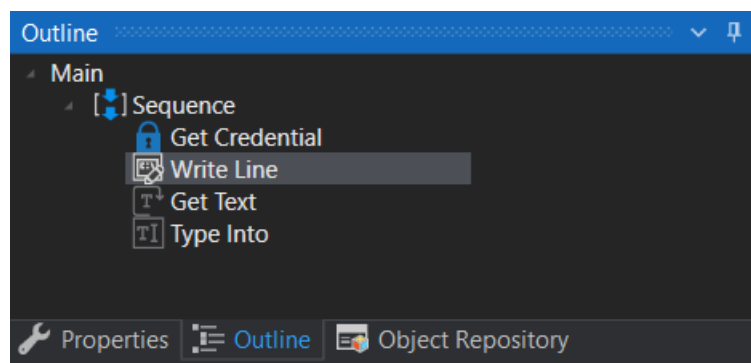 Outline
Main
Sequence
Get Credential
Write Line
Get Text
Type Into
Properties Outline Object Repository